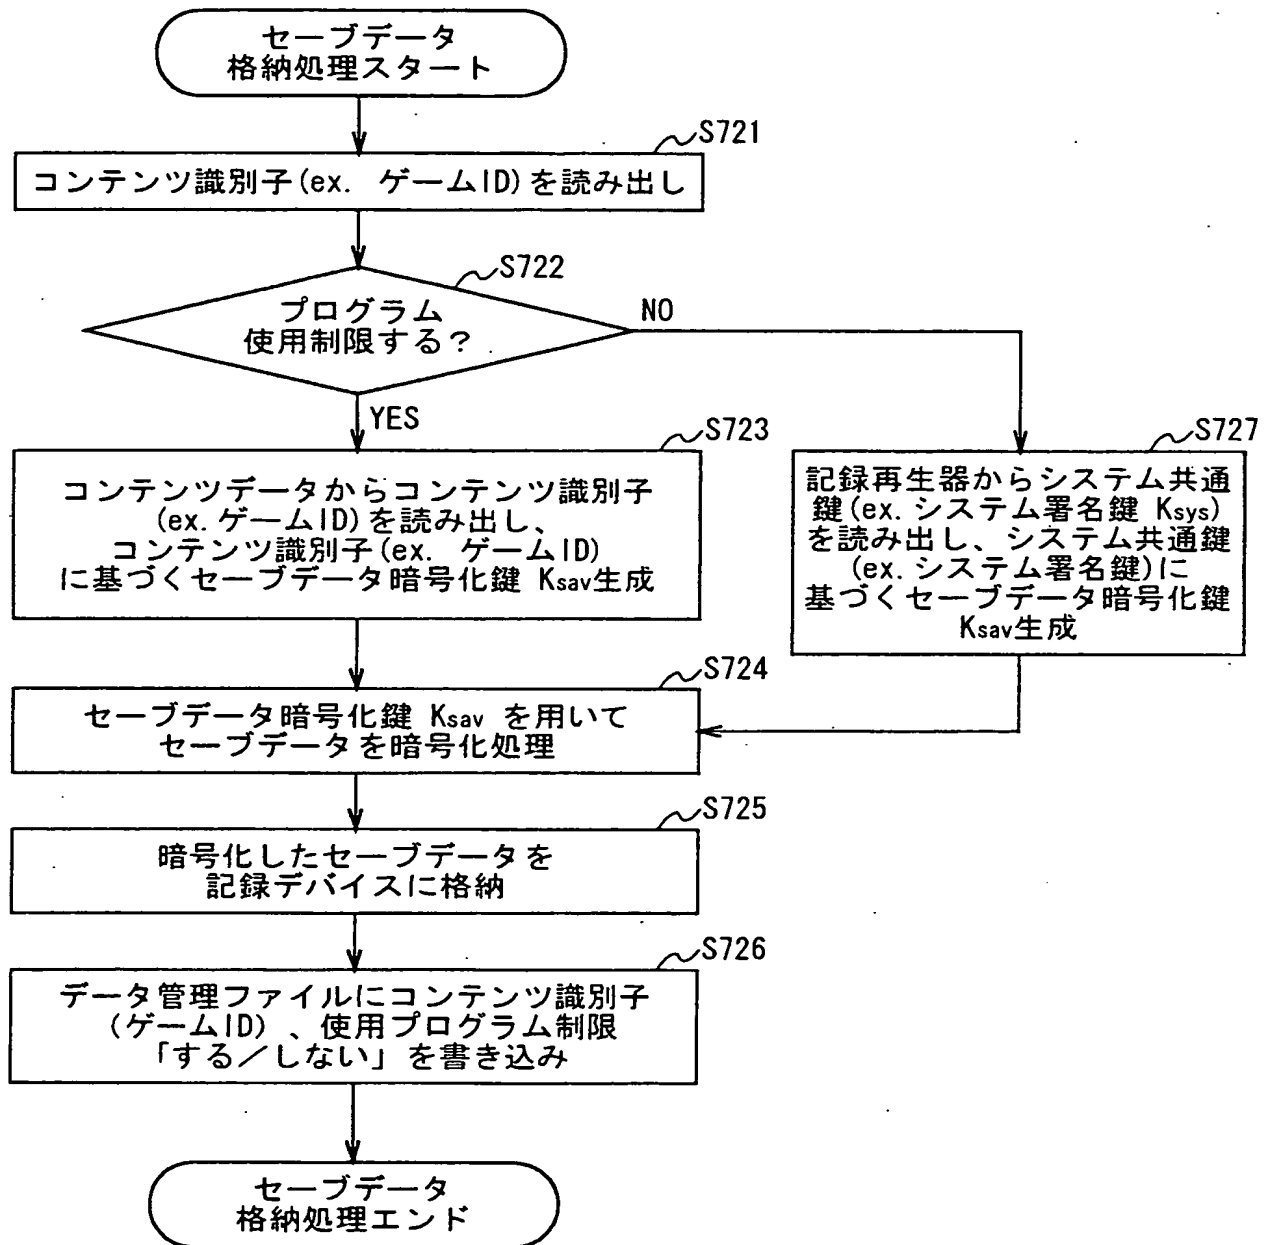 セーブデータ
格納処理スタート
S721
コンテンツ識別子(ex. ゲームID)を読み出し
S722
プログラム
使用制限する?
NO
YES
S723
コンテンツデータからコンテンツ識別子
(ex.ゲームID)を読み出し、
コンテンツ識別子(ex. ゲームID)
に基づくセーブデータ暗号化鍵 Ksav生成
S727
記録再生器からシステム共通
鍵(ex.システム署名鍵 Ksys)
を読み出し、システム共通鍵
(ex.システム署名鍵)に
基づくセーブデータ暗号化鍵
Ksav生成
S724
セーブデータ暗号化鍵 Ksav を用いて
セーブデータを暗号化処理
S725
暗号化したセーブデータを
記録デバイスに格納
S726
データ管理ファイルにコンテンツ識別子
(ゲームID)、使用プログラム制限
「する/しない」を書き込み
セーブデータ
格納処理エンド